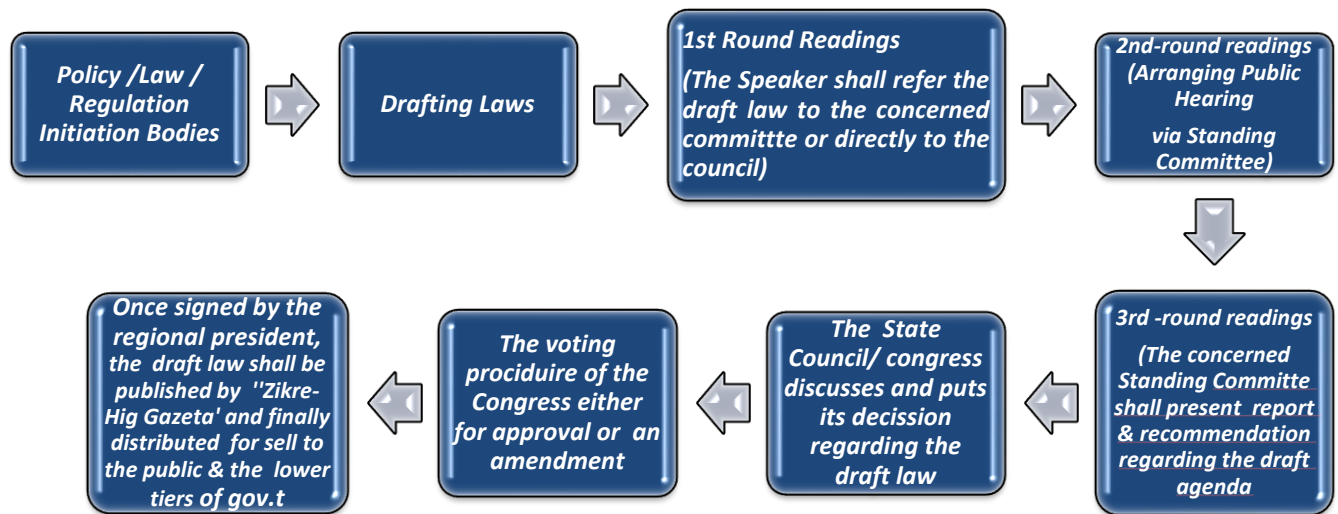 Policy /Law /
Regulation
Initiation Bodies
Drafting Laws
1st Round Readings
(The Speaker shall refer the
draft law to the concerned
committte or directly to the
council)
2nd-round readings
(Arranging Public
Hearing
via Standing
Committee)
3rd -round readings
(The concerned
Standing Committe
shall present report
& recommendation
regarding the draft
agenda
The State
Council/ congress
discusses and puts
its decission
regarding the
draft law
The voting
prociduire of the
Congress either
for approval or an
amendment
Once signed by the
regional president,
the draft law shall be
published by ''Zikre-
Hig Gazeta' and finally
distributed for sell to
the public & the lower
tiers of gov.t